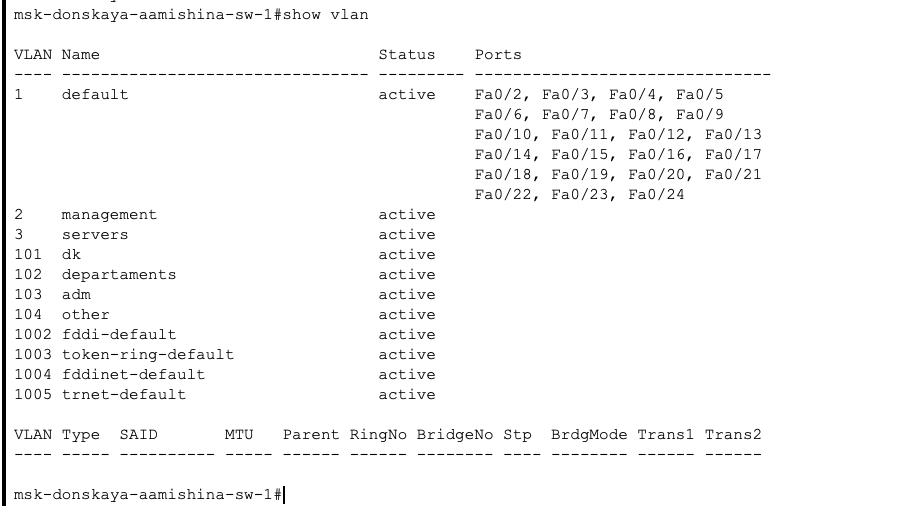 msk-donskaya-aamishina-sw-1#show vlan
VLAN Name                             Status    Ports
---- -------------------------------- --------- -------------------------------
1    default                          active    Fa0/2, Fa0/3, Fa0/4, Fa0/5
                                                Fa0/6, Fa0/7, Fa0/8, Fa0/9
                                                Fa0/10, Fa0/11, Fa0/12, Fa0/13
                                                Fa0/14, Fa0/15, Fa0/16, Fa0/17
                                                Fa0/18, Fa0/19, Fa0/20, Fa0/21
                                                Fa0/22, Fa0/23, Fa0/24
2    management                       active
3    servers                          active
101  dk                               active
102  departaments                     active
103  adm                              active
104  other                            active
1002 fddi-default                     active
1003 token-ring-default               active
1004 fddinet-default                  active
1005 trnet-default                    active
VLAN Type  SAID       MTU   Parent RingNo BridgeNo Stp  BrdgMode Trans1 Trans2
---- ----- ---------- ----- ------ ------ -------- ---- -------- ------ ------
msk-donskaya-aamishina-sw-1#